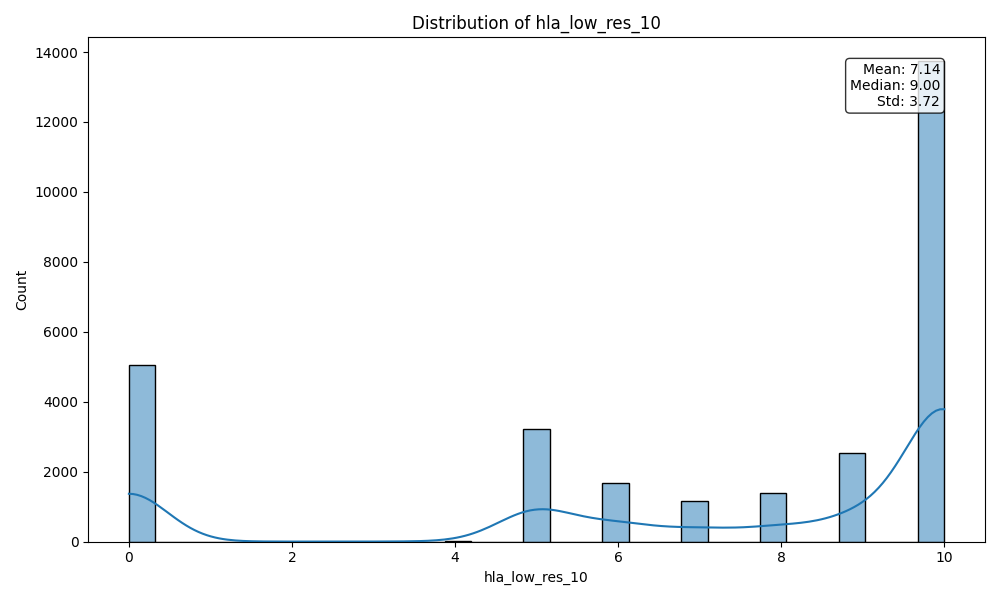 Distribution of hla_low_res_10
14000
12000
10000
8000
6000
4000
2000
0
Count
Mean: 7.14
Median: 9.00
Std: 3.72
0 2 4 6 8 10
hla_low_res_10